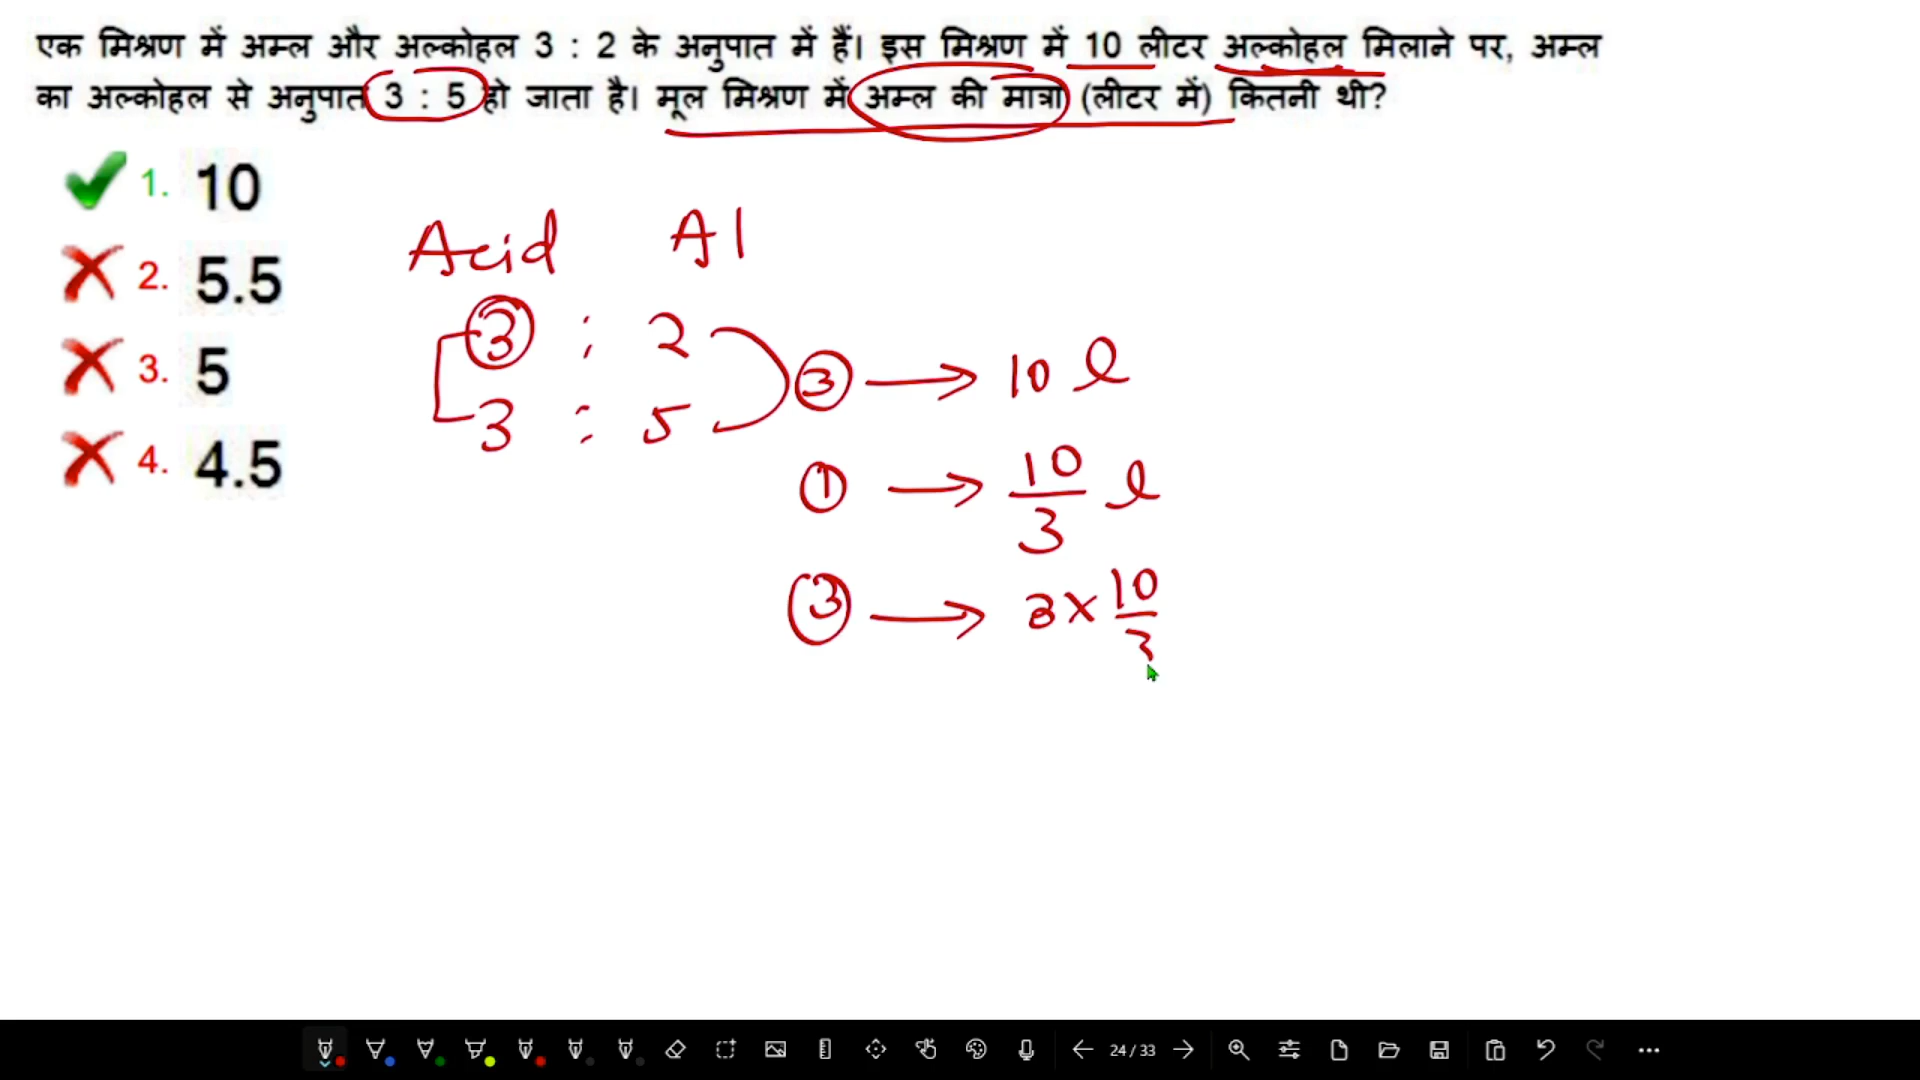 एक मिश्रण में अम्ल और अल्कोहल 3 : 2 के अनुपात में हैं। इस मिश्रण में 10 लीटर अल्कोहल मिलाने पर, अम्ल
का अल्कोहल से अनुपात 3 : 5 हो जाता है। मूल मिश्रण में अम्ल की मात्रा (लीटर में) कितनी थी?
1. 10
2. 5.5
3. 5
4. 4.5
Acid Al
3 : 2
3 : 5
3 → 10 l
1 → 10/3 l
3 → 3 × 10/3
24 / 33